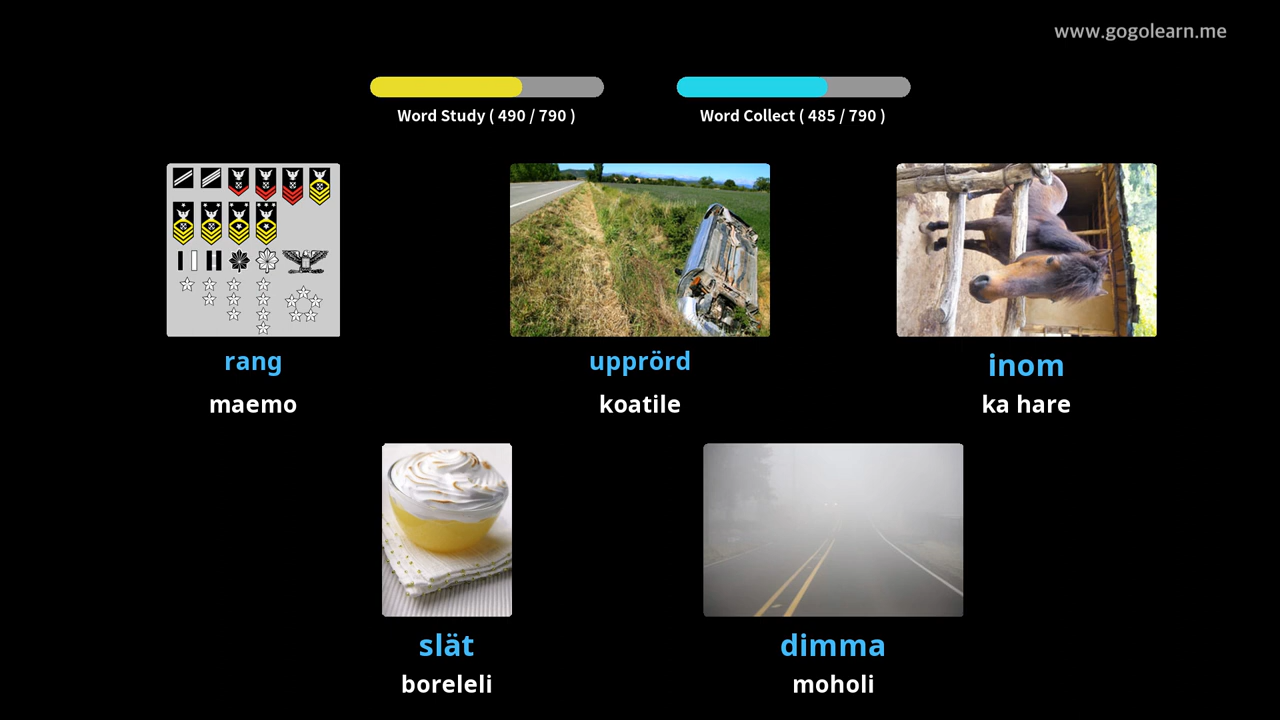 www.gogolearn.me
Word Study ( 490 / 790 )
Word Collect ( 485 / 790 )
rang
upprörd
inom
maemo
koatile
ka hare
slät
dimma
boreleli
moholi